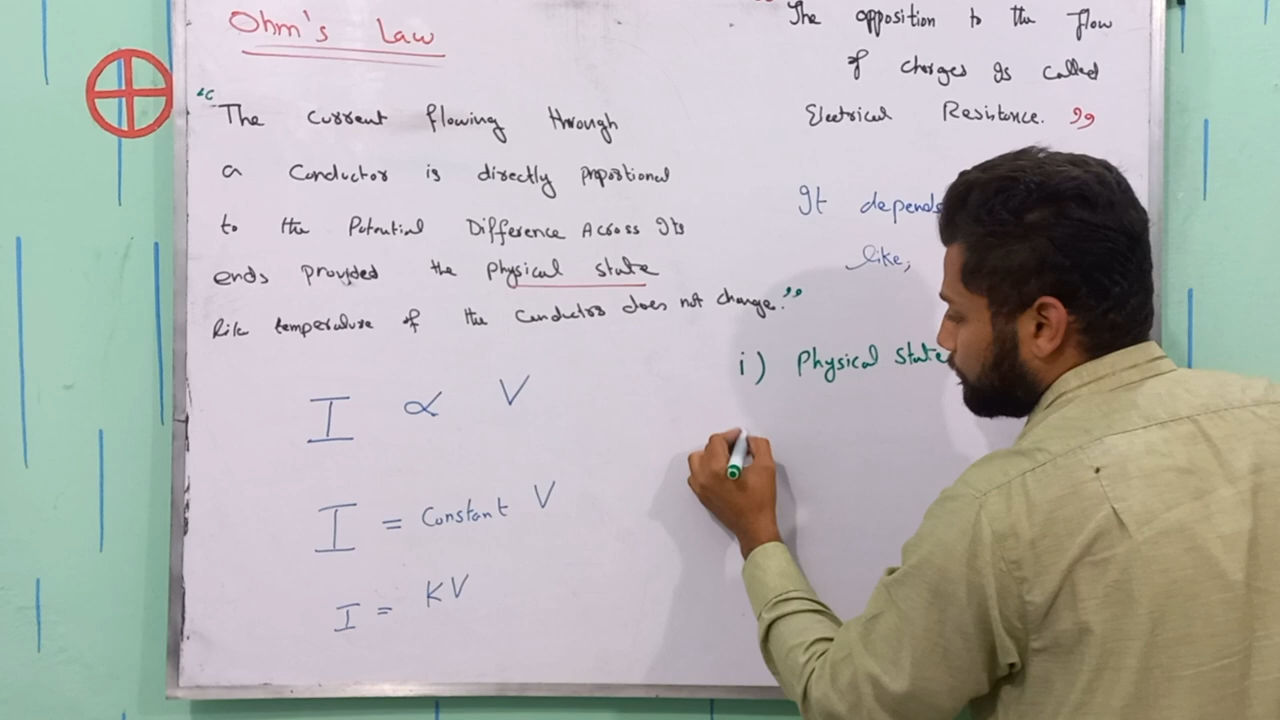 Ohm's Law
“The current flowing through
a Conductor is directly proportional
to the Potential Difference Across Its
ends provided the physical state
like temperature of the conductor does not change.”
I ∝ V
I = Constant V
I = KV
The opposition to the flow
of charges Is called
Electrical Resistance. ”
It depends
like,
i) Physical State